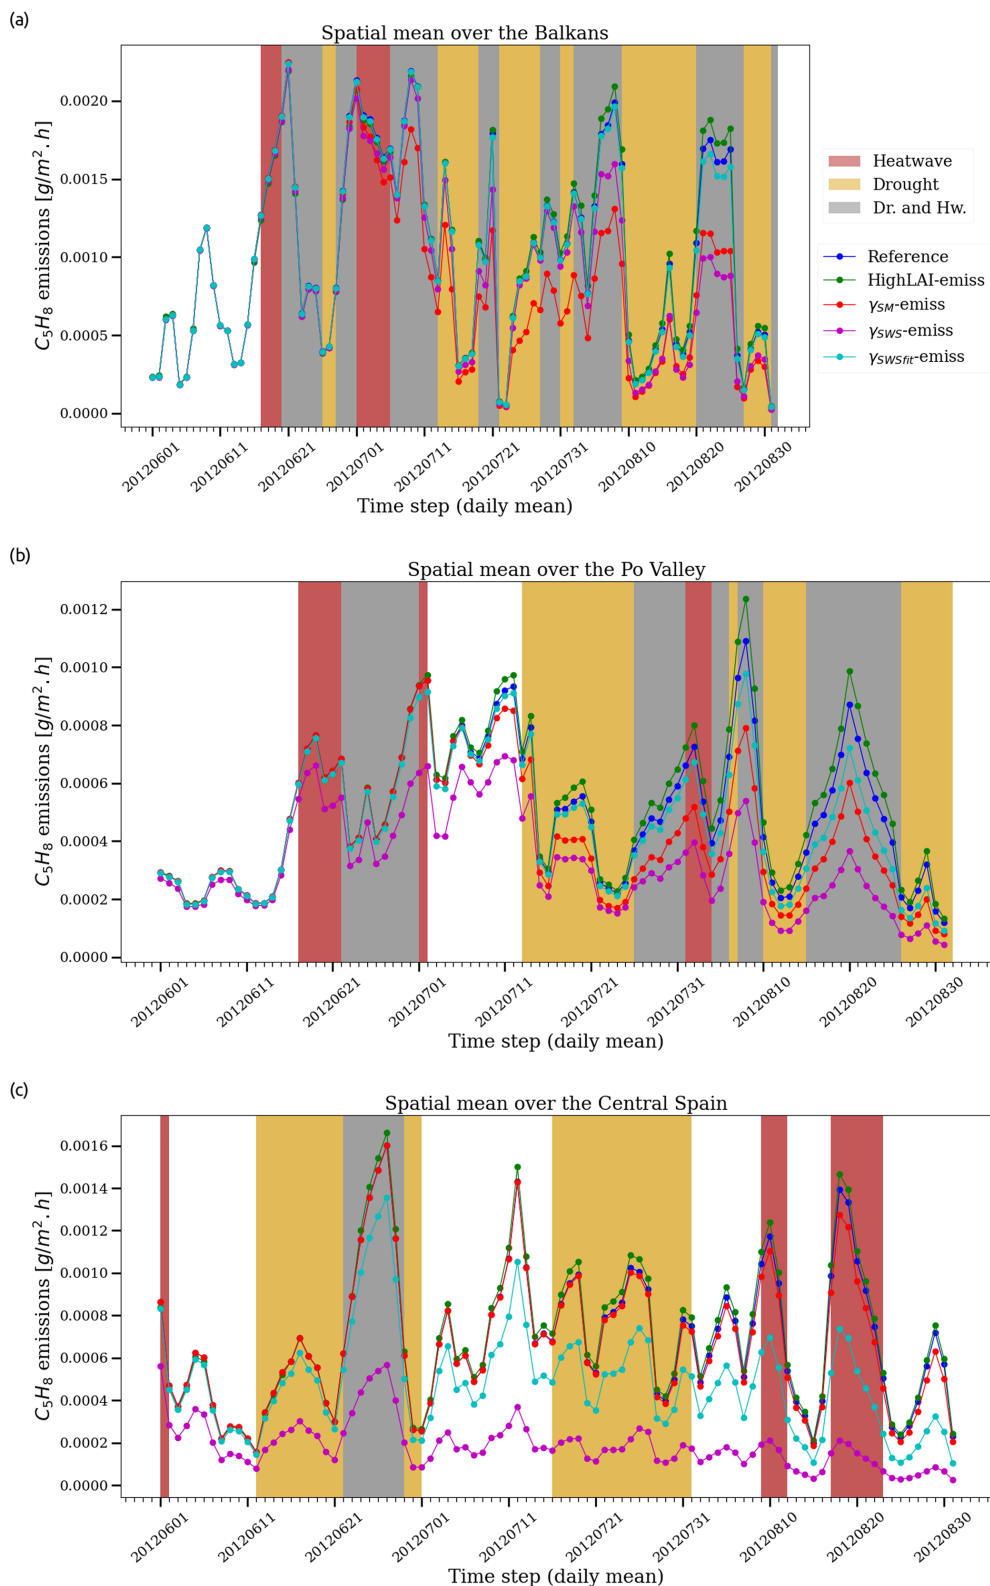 (a)
Spatial mean over the Balkans
C₅H₈ emissions [g/m².h]
0.0020
0.0015
0.0010
0.0005
0.0000
20120601 20120611 20120621 20120701 20120711 20120721 20120731 20120810 20120820 20120830
Time step (daily mean)
Heatwave
Drought
Dr. and Hw.
Reference
HighLAI-emiss
γSM-emiss
γSWS-emiss
γSWSfit-emiss
(b)
Spatial mean over the Po Valley
C₅H₈ emissions [g/m².h]
0.0012
0.0010
0.0008
0.0006
0.0004
0.0002
0.0000
20120601 20120611 20120621 20120701 20120711 20120721 20120731 20120810 20120820 20120830
Time step (daily mean)
(c)
Spatial mean over the Central Spain
C₅H₈ emissions [g/m².h]
0.0016
0.0014
0.0012
0.0010
0.0008
0.0006
0.0004
0.0002
0.0000
20120601 20120611 20120621 20120701 20120711 20120721 20120731 20120810 20120820 20120830
Time step (daily mean)